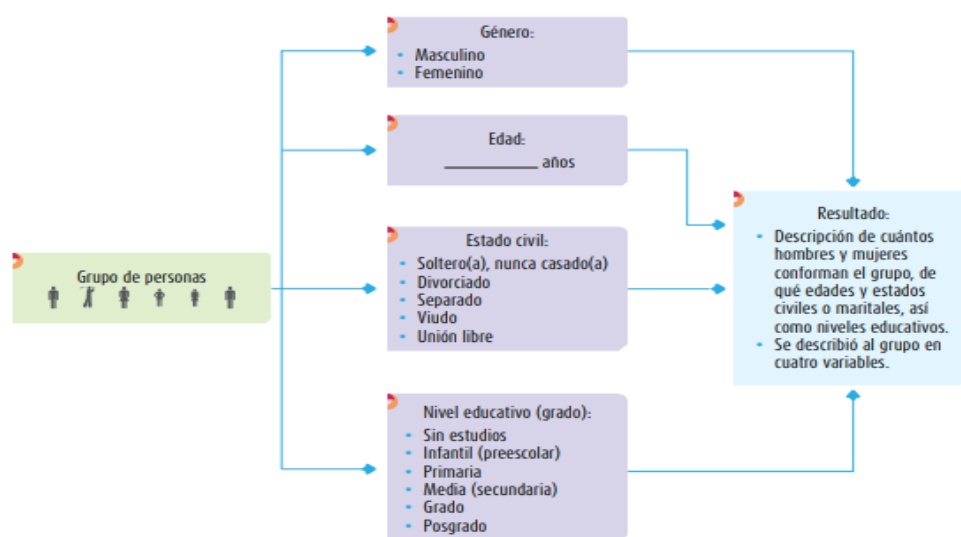 Grupo de personas
Género:
• Masculino
• Femenino
Edad:
____________ años
Estado civil:
• Soltero(a), nunca casado(a)
• Divorciado
• Separado
• Viudo
• Unión libre
Nivel educativo (grado):
• Sin estudios
• Infantil (preescolar)
• Primaria
• Media (secundaria)
• Grado
• Posgrado
Resultado:
• Descripción de cuántos
hombres y mujeres
conforman el grupo, de
qué edades y estados
civiles o maritales, así
como niveles educativos.
• Se describió al grupo en
cuatro variables.